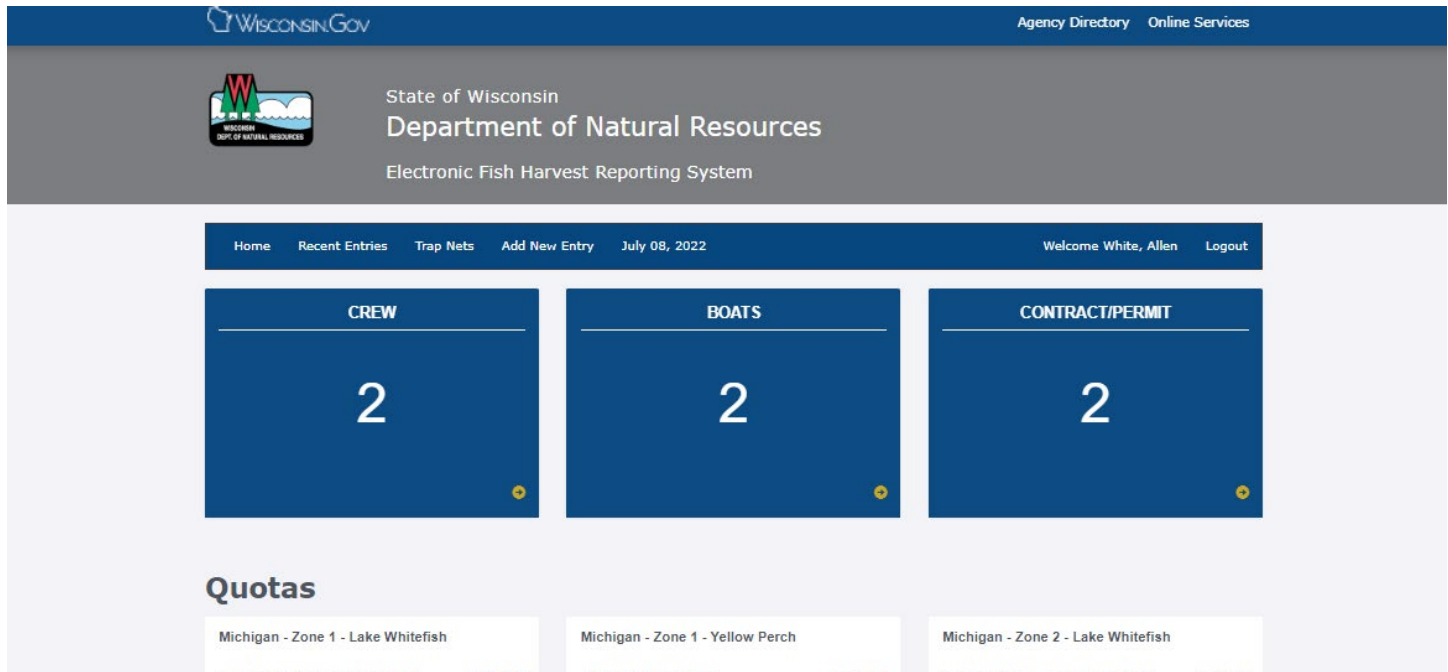 WISCONSIN.GOV
Agency Directory Online Services
WISCONSIN
DEPT. OF NATURAL RESOURCES
State of Wisconsin
Department of Natural Resources
Electronic Fish Harvest Reporting System
Home Recent Entries Trap Nets Add New Entry July 08, 2022 Welcome White, Allen Logout
CREW
2
BOATS
2
CONTRACT/PERMIT
2
Quotas
Michigan - Zone 1 - Lake Whitefish
Michigan - Zone 1 - Yellow Perch
Michigan - Zone 2 - Lake Whitefish